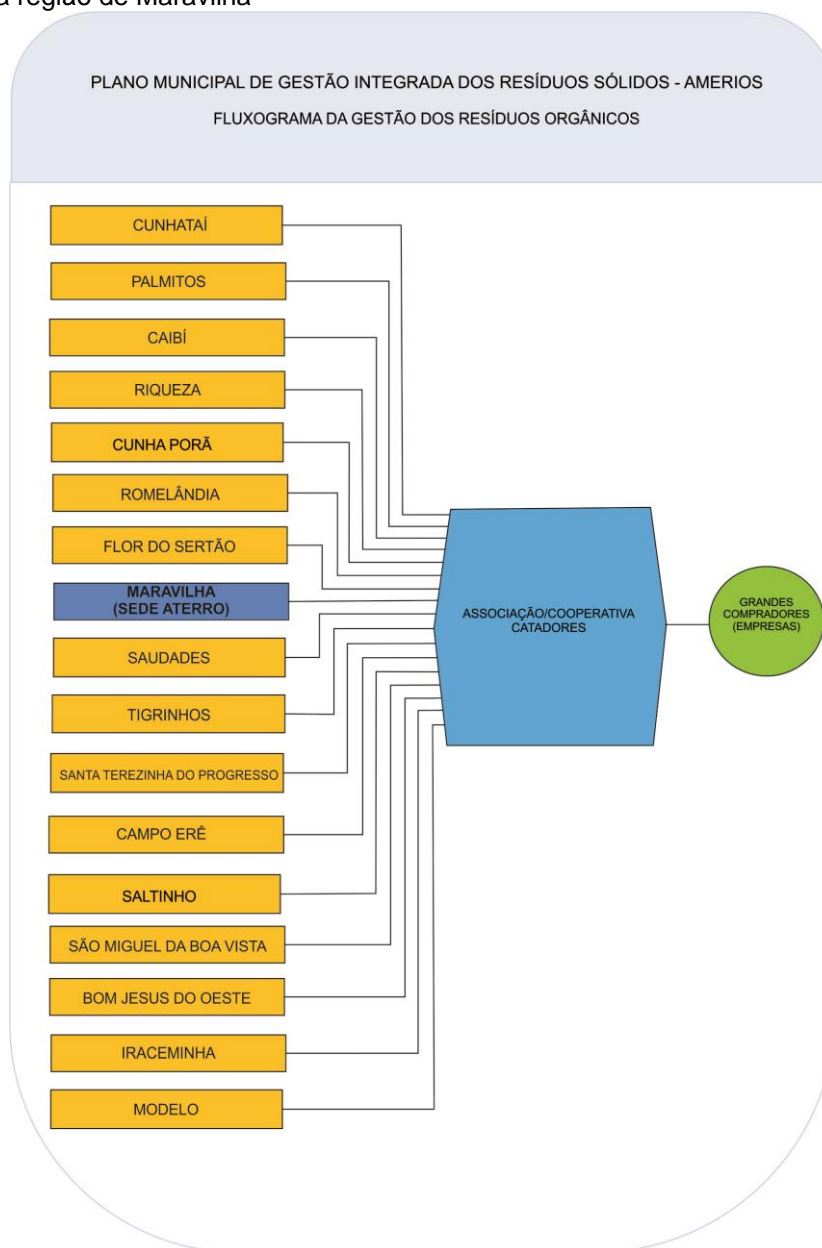 a região de Maravilha
PLANO MUNICIPAL DE GESTÃO INTEGRADA DOS RESÍDUOS SÓLIDOS - AMERIOS
FLUXOGRAMA DA GESTÃO DOS RESÍDUOS ORGÂNICOS
CUNHATAÍ
PALMITOS
CAIBÍ
RIQUEZA
CUNHA PORÃ
ROMELÂNDIA
FLOR DO SERTÃO
MARAVILHA
(SEDE ATERRO)
SAUDADES
TIGRINHOS
SANTA TEREZINHA DO PROGRESSO
CAMPO ERÊ
SALTINHO
SÃO MIGUEL DA BOA VISTA
BOM JESUS DO OESTE
IRACEMINHA
MODELO
ASSOCIAÇÃO/COOPERATIVA
CATADORES
GRANDES
COMPRADORES
(EMPRESAS)